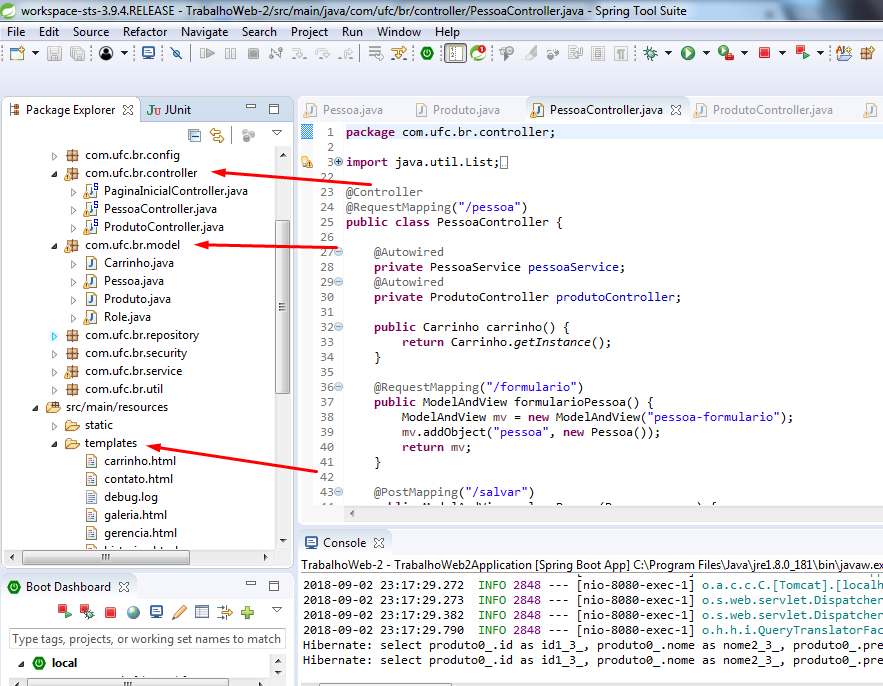 workspace-sts-3.9.4.RELEASE - TrabalhoWeb-2/src/main/java/com/ufc/br/controller/PessoaController.java - Spring Tool Suite
File Edit Source Refactor Navigate Search Project Run Window Help
Package Explorer
JUnit
com.ufc.br.config
com.ufc.br.controller
PaginaInicialController.java
PessoaController.java
ProdutoController.java
com.ufc.br.model
Carrinho.java
Pessoa.java
Produto.java
Role.java
com.ufc.br.repository
com.ufc.br.security
com.ufc.br.service
com.ufc.br.util
src/main/resources
static
templates
carrinho.html
contato.html
debug.log
galeria.html
gerencia.html
Pessoa.java
Produto.java
PessoaController.java
ProdutoController.java
1 package com.ufc.br.controller;
2
3 import java.util.List;
22
23 @Controller
24 @RequestMapping("/pessoa")
25 public class PessoaController {
26
27 @Autowired
28 private PessoaService pessoaService;
29 @Autowired
30 private ProdutoController produtoController;
31
32 public Carrinho carrinho() {
33 return Carrinho.getInstance();
34 }
35
36 @RequestMapping("/formulario")
37 public ModelAndView formularioPessoa() {
38 ModelAndView mv = new ModelAndView("pessoa-formulario");
39 mv.addObject("pessoa", new Pessoa());
40 return mv;
41 }
42
43 @PostMapping("/salvar")
Boot Dashboard
Type tags, projects, or working set names to match
local
Console
TrabalhoWeb-2 - TrabalhoWeb2Application [Spring Boot App] C:\Program Files\Java\jre1.8.0_181\bin\javaw.ex
2018-09-02 23:17:29.272 INFO 2848 --- [nio-8080-exec-1] o.a.c.c.C.[Tomcat].[localh
2018-09-02 23:17:29.273 INFO 2848 --- [nio-8080-exec-1] o.s.web.servlet.Dispatcher
2018-09-02 23:17:29.382 INFO 2848 --- [nio-8080-exec-1] o.s.web.servlet.Dispatcher
2018-09-02 23:17:29.790 INFO 2848 --- [nio-8080-exec-1] o.h.h.i.QueryTranslatorFac
Hibernate: select produto0_.id as id1_3_, produto0_.nome as nome2_3_, produto0_.pre
Hibernate: select produto0_.id as id1_3_, produto0_.nome as nome2_3_, produto0_.pre